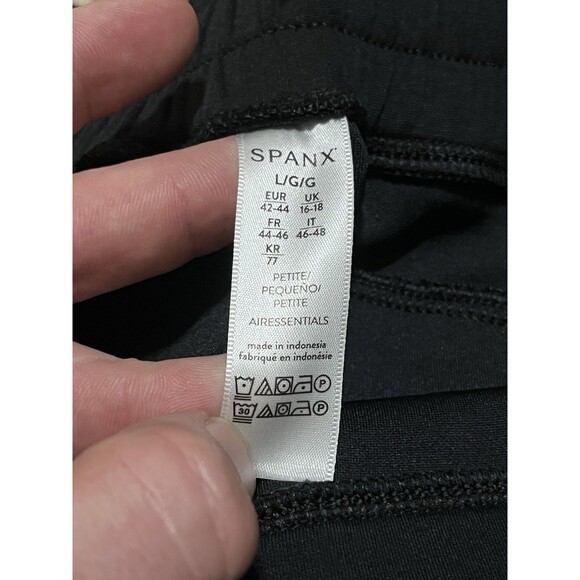 SPANX
L/G/G
EUR UK
42-44 16-18
FR IT
44-46 46-48
KR
77
PETITE/
PEQUEÑO/
PETITE
AIRESSENTIALS
made in indonesia
fabriqué en indonésie
P
30 P